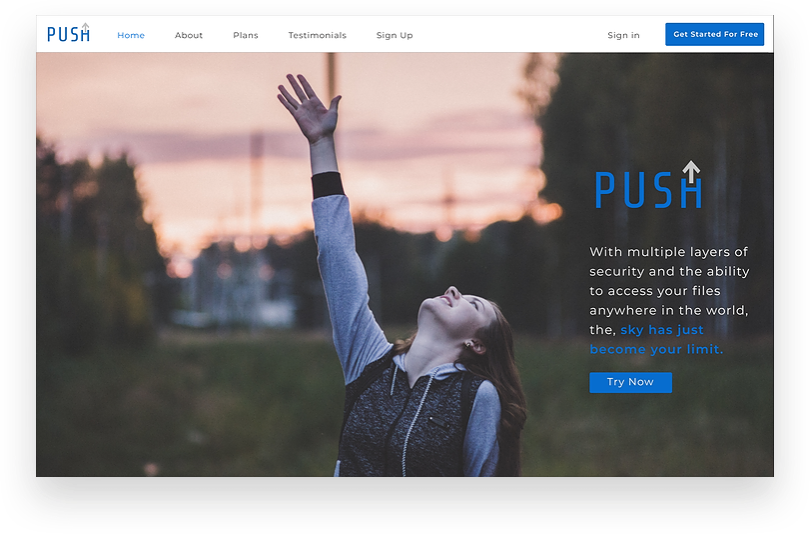 PUSH
Home About Plans Testimonials Sign Up Sign in Get Started For Free
PUSH
With multiple layers of
security and the ability
to access your files
anywhere in the world,
the, sky has just
become your limit.
Try Now